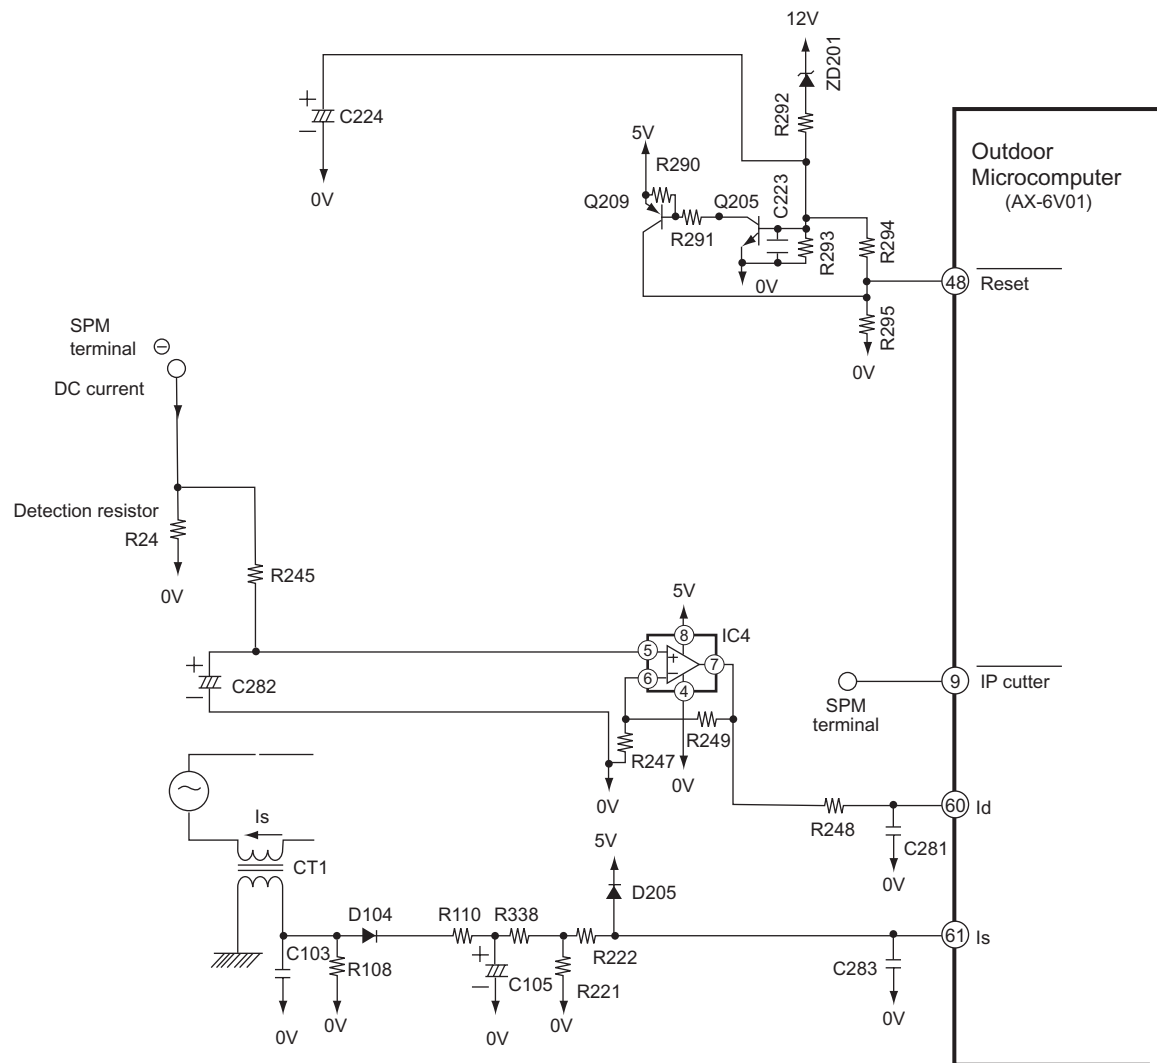 12V
ZD201
R292
C224
0V
5V
R290
Q209
Q205
C223
R291
R293
R294
0V
Outdoor
Microcomputer
(AX-6V01)
48
Reset
R295
0V
SPM
terminal
DC current
Detection resistor
R24
0V
R245
5V
8
IC4
5
+
7
6
−
4
+
C282
−
R249
R247
0V
0V
SPM
terminal
9
IP cutter
60
Id
R248
C281
0V
Is
CT1
5V
D205
D104
R110
R338
R222
61
Is
C103
R108
+
C105
−
R221
C283
0V
0V
0V
0V
0V